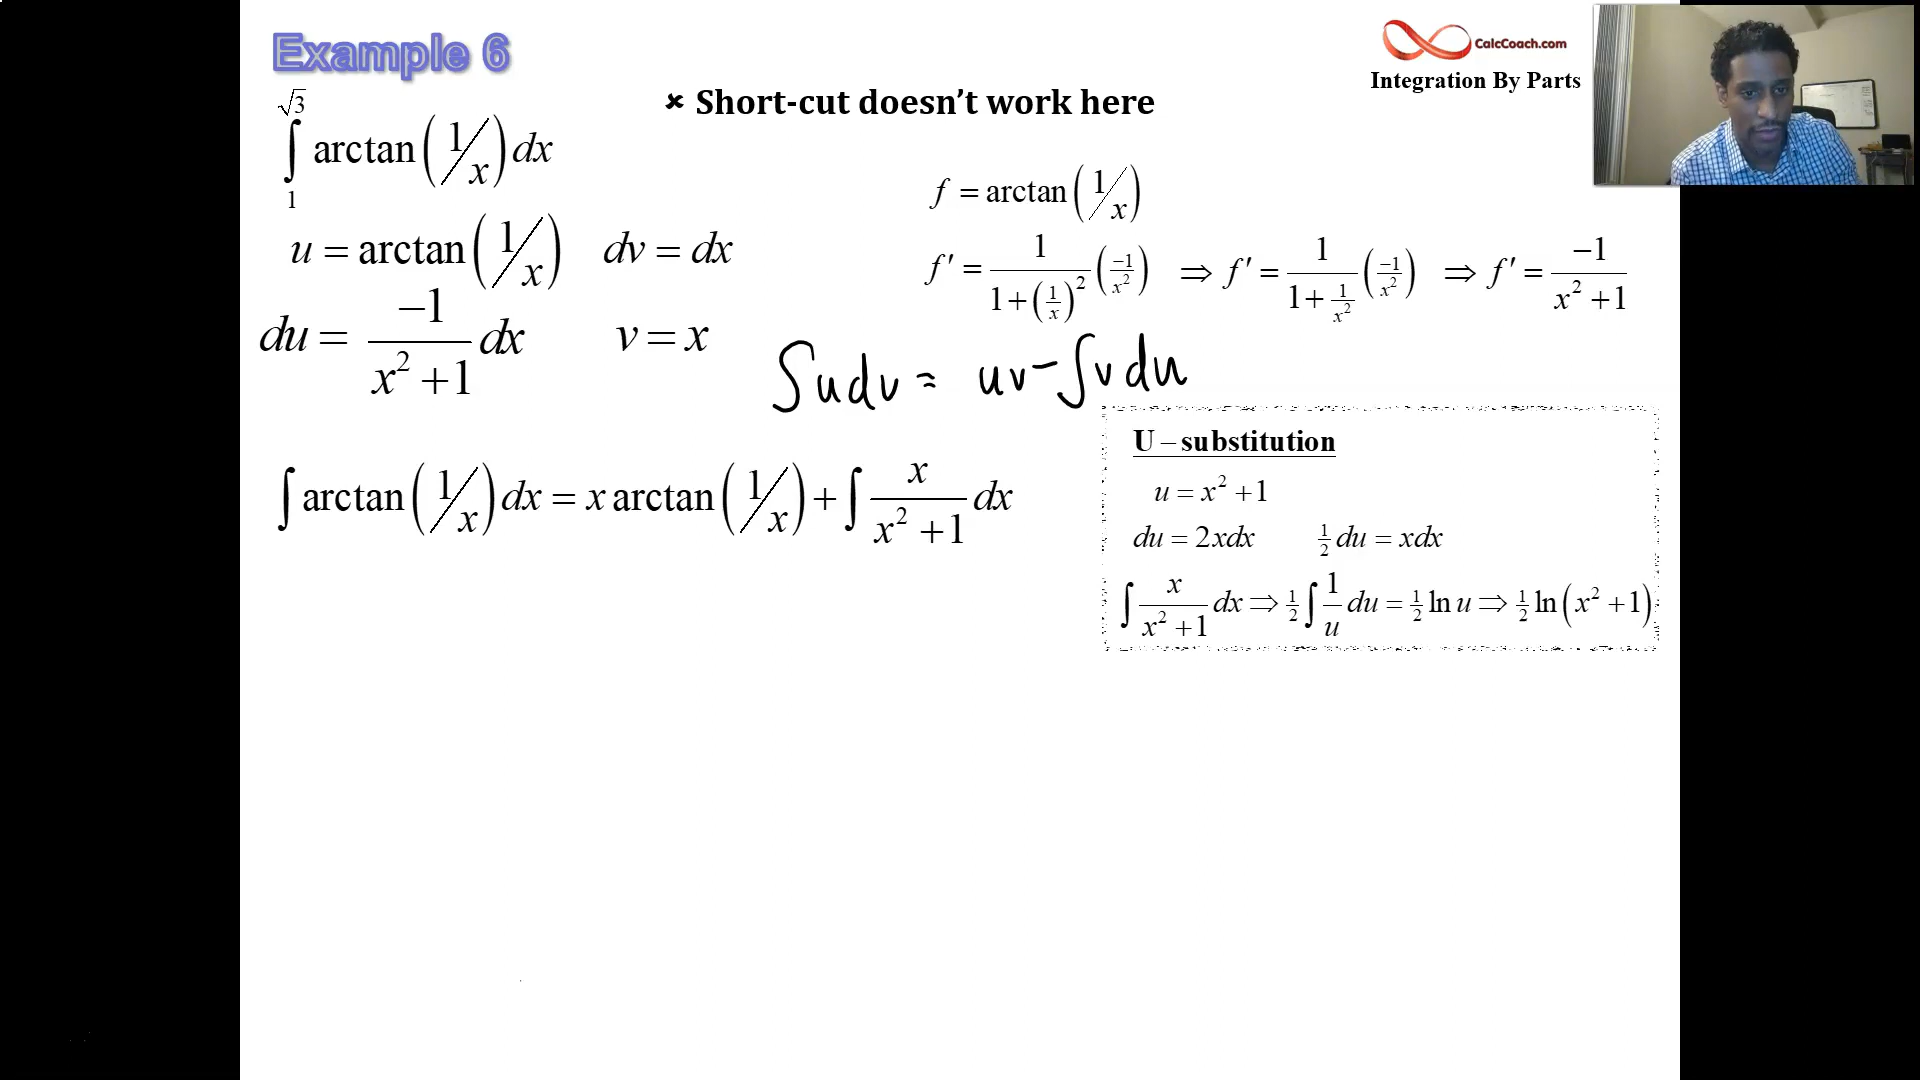 Example 6
CalcCoach.com
Integration By Parts
× Short-cut doesn’t work here
∫₁^√3 arctan(1/x) dx
u = arctan(1/x)   dv = dx
du = -1/(x² + 1) dx   v = x
f = arctan(1/x)
f′ = 1/(1+(1/x)²) (-1/x²) ⇒ f′ = 1/(1+1/x²) (-1/x²) ⇒ f′ = -1/(x² + 1)
∫udv = uv-∫vdu
∫ arctan(1/x) dx = x arctan(1/x) + ∫ x/(x² + 1) dx
U – substitution
u = x² + 1
du = 2xdx   ½ du = xdx
∫ x/(x² + 1) dx ⇒ ½ ∫ 1/u du = ½ ln u ⇒ ½ ln(x² + 1)